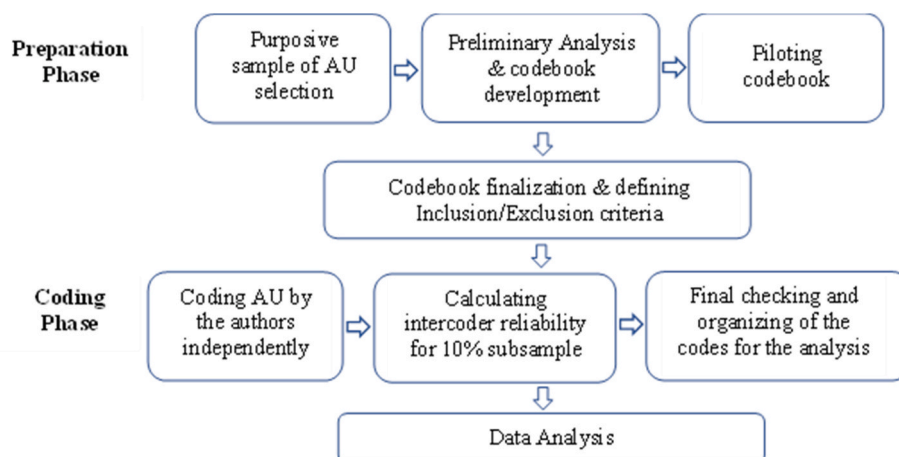 Preparation
Phase
Purposive
sample of AU
selection
Preliminary Analysis
& codebook
development
Piloting
codebook
Codebook finalization & defining
Inclusion/Exclusion criteria
Coding
Phase
Coding AU by
the authors
independently
Calculating
intercoder reliability
for 10% subsample
Final checking and
organizing of the
codes for the analysis
Data Analysis